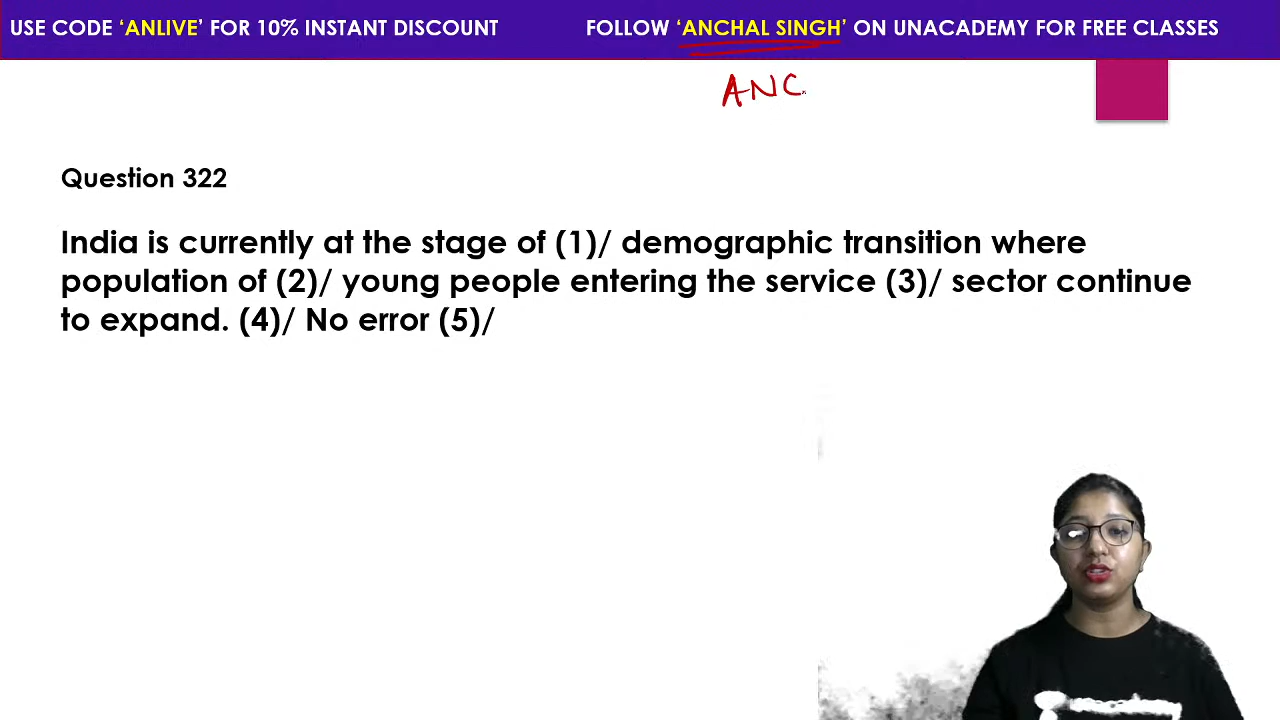 USE CODE ‘ANLIVE’ FOR 10% INSTANT DISCOUNT FOLLOW ‘ANCHAL SINGH’ ON UNACADEMY FOR FREE CLASSES
ANC
Question 322
India is currently at the stage of (1)/ demographic transition where
population of (2)/ young people entering the service (3)/ sector continue
to expand. (4)/ No error (5)/